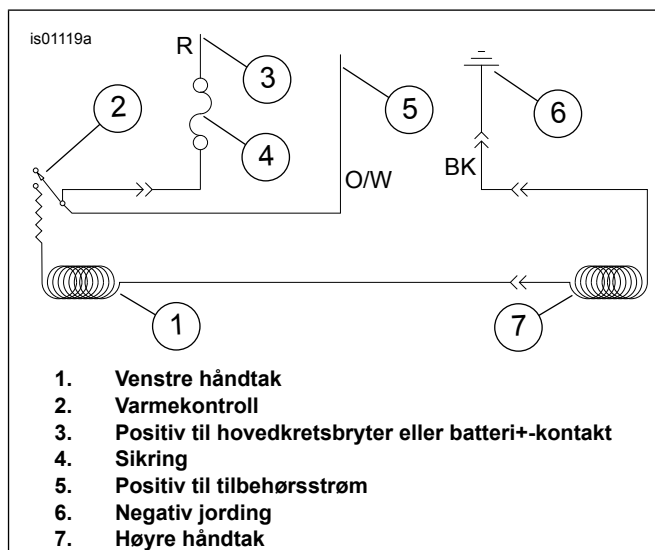 is01119a
R
3
2
4
5
6
O/W
BK
1
7
1. Venstre håndtak
2. Varmekontroll
3. Positiv til hovedkretsbryter eller batteri+-kontakt
4. Sikring
5. Positiv til tilbehørsstrøm
6. Negativ jording
7. Høyre håndtak